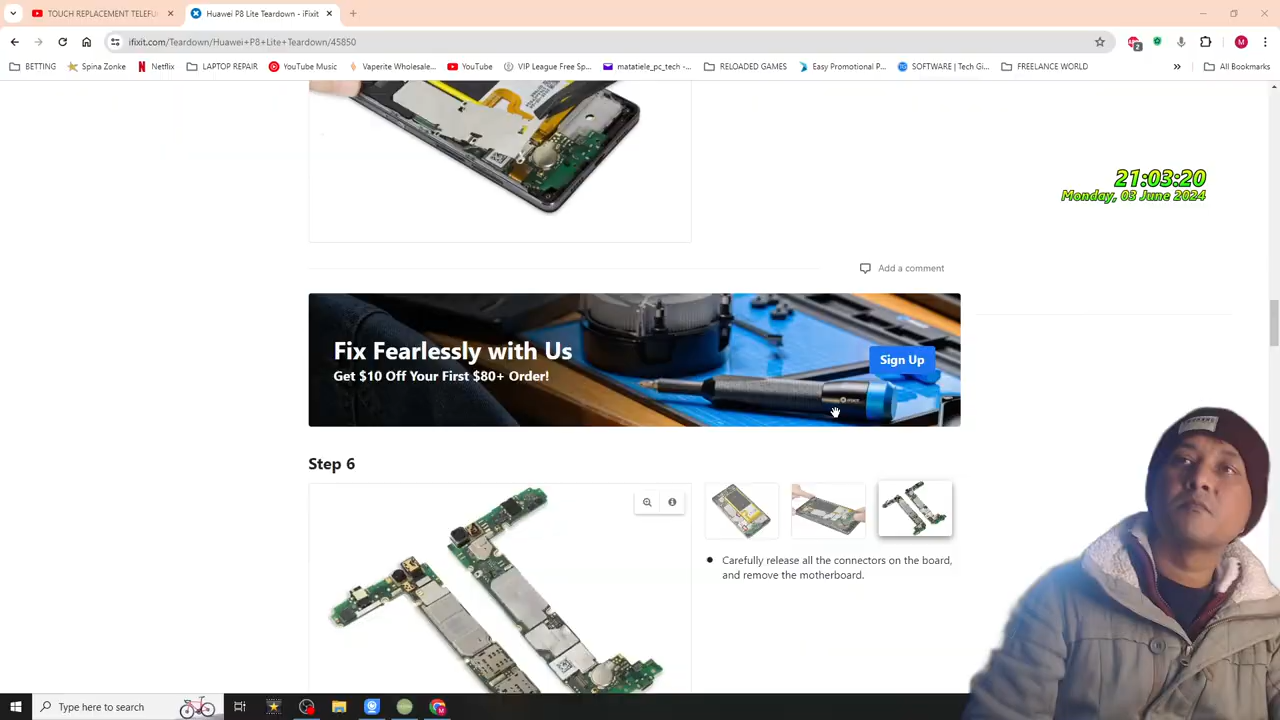 TOUCH REPLACEMENT TELEFU
Huawei P8 Lite Teardown - iFixit
ifixit.com/Teardown/Huawei+P8+Lite+Teardown/45850
2
M
BETTING
Spina Zonke
Netflix
LAPTOP REPAIR
YouTube Music
Vaperite Wholesale...
YouTube
VIP League Free Sp...
matatiele_pc_tech -...
RELOADED GAMES
Easy Promotional P...
SOFTWARE | Tech Gi...
FREELANCE WORLD
»
All Bookmarks
21:03:20
Monday, 03 June 2024
Add a comment
Fix Fearlessly with Us
Get $10 Off Your First $80+ Order!
Sign Up
Step 6
Carefully release all the connectors on the board,
and remove the motherboard.
Type here to search